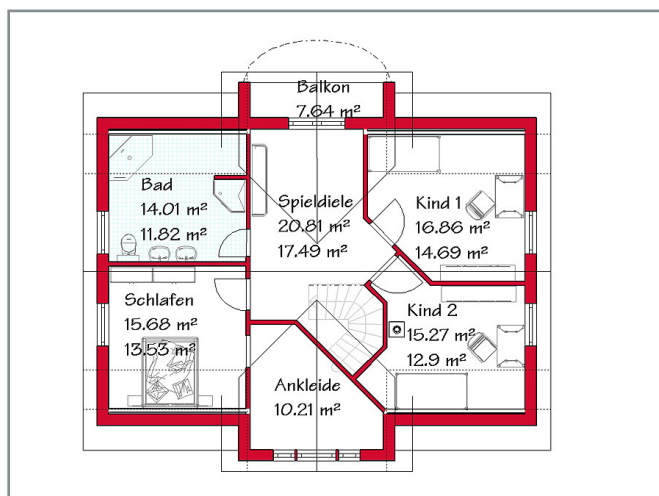 Balkon
7.64 m²
Bad
14.01 m²
11.82 m²
Spieldiele
20.81 m²
17.49 m²
Kind 1
16.86 m²
14.69 m²
Schlafen
15.68 m²
13.53 m²
Kind 2
15.27 m²
12.9 m²
Ankleide
10.21 m²